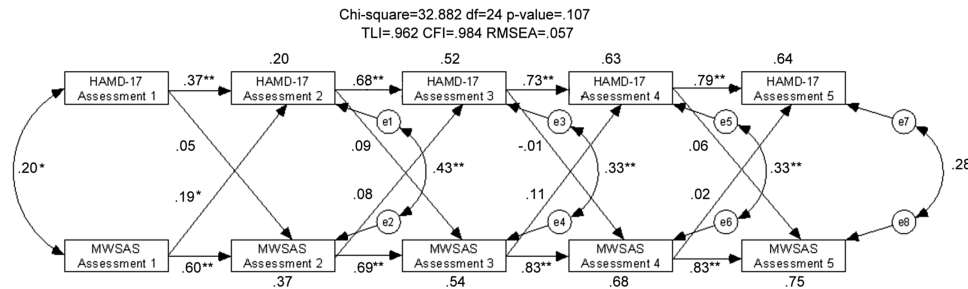 Chi-square=32.882 df=24 p-value=.107
TLI=.962 CFI=.984 RMSEA=.057
.20 .52 .63 .64
HAMD-17 Assessment 1
.37**
HAMD-17 Assessment 2
.68**
HAMD-17 Assessment 3
.73**
HAMD-17 Assessment 4
.79**
HAMD-17 Assessment 5
e1 e3 e5 e7
.05 .09 -.01 .06
.20* .43** .33** .33** .28
.19* .08 .11 .02
e2 e4 e6 e8
MWSAS Assessment 1
.60**
MWSAS Assessment 2
.69**
MWSAS Assessment 3
.83**
MWSAS Assessment 4
.83**
MWSAS Assessment 5
.37 .54 .68 .75